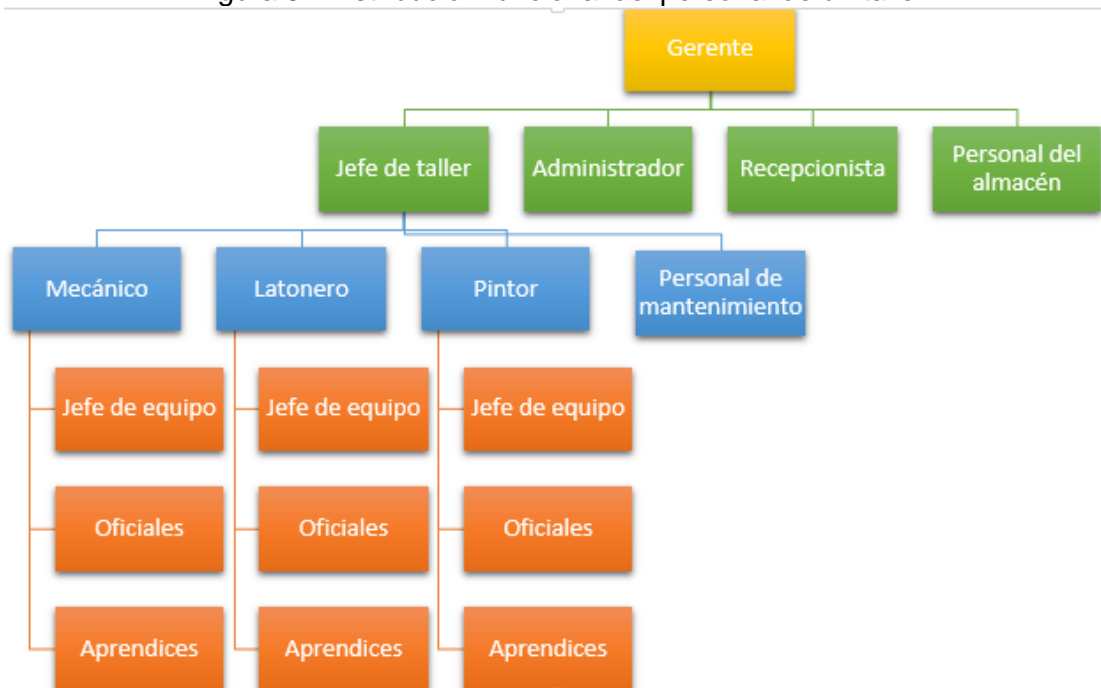 Gerente
Jefe de taller
Administrador
Recepcionista
Personal del
almacén
Mecánico
Latonero
Pintor
Personal de
mantenimiento
Jefe de equipo
Jefe de equipo
Jefe de equipo
Oficiales
Oficiales
Oficiales
Aprendices
Aprendices
Aprendices